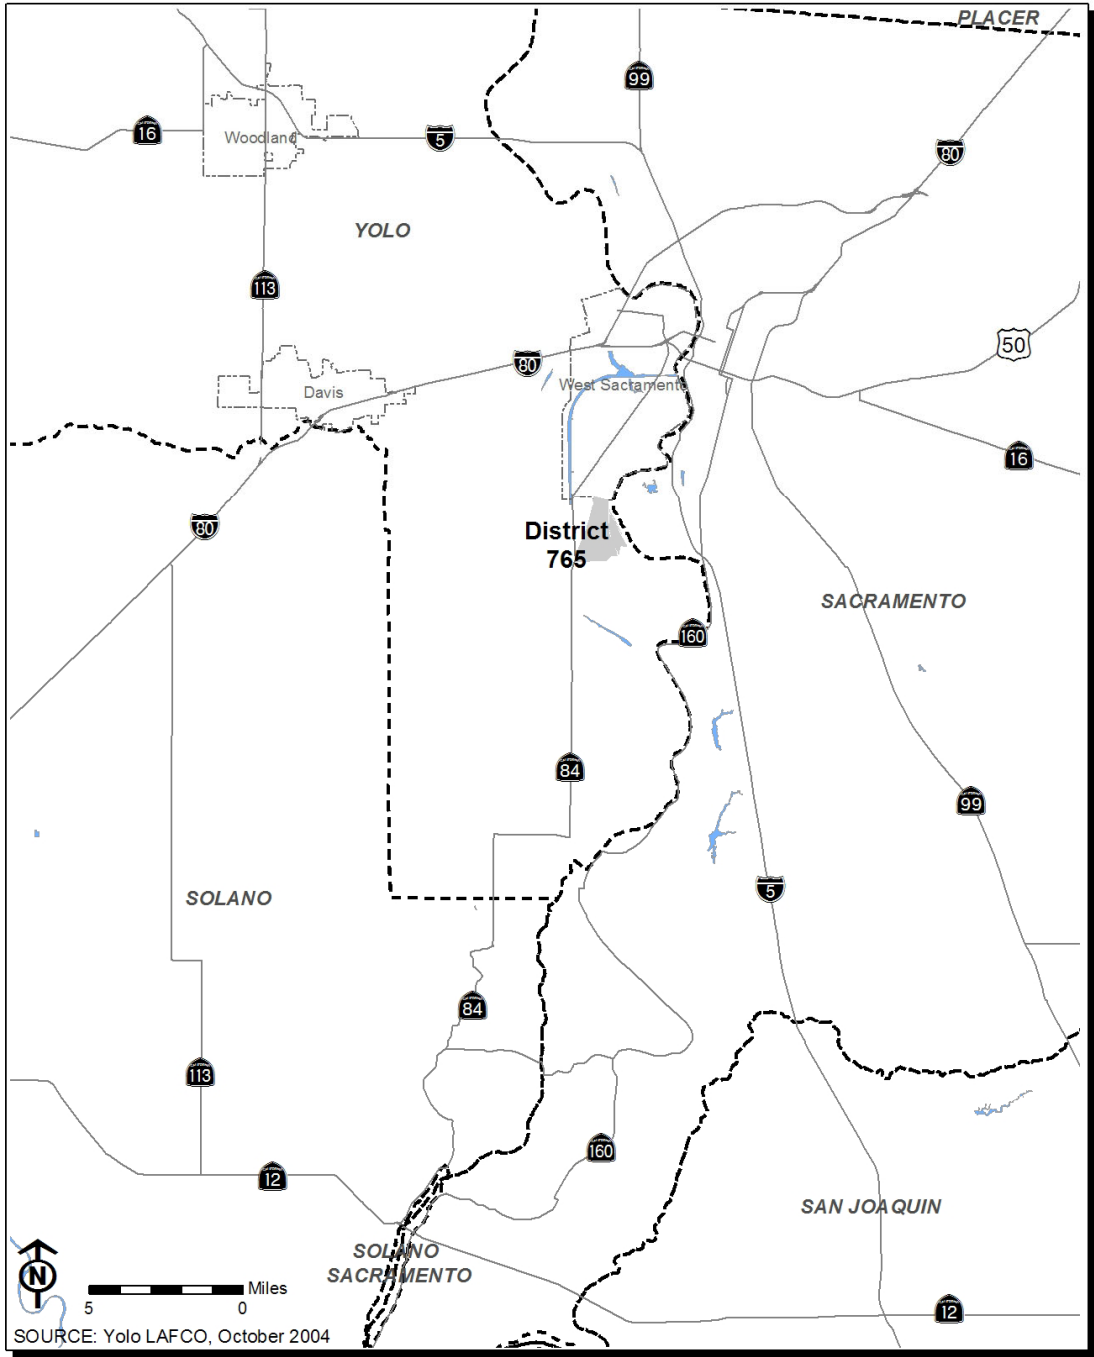 PLACER
99
16
Woodland
5
80
YOLO
113
50
80
Davis
West Sacramento
16
80
District
765
SACRAMENTO
160
84
99
5
SOLANO
84
113
160
12
SAN JOAQUIN
SOLANO
SACRAMENTO
N
Miles
5 0
12
SOURCE: Yolo LAFCO, October 2004